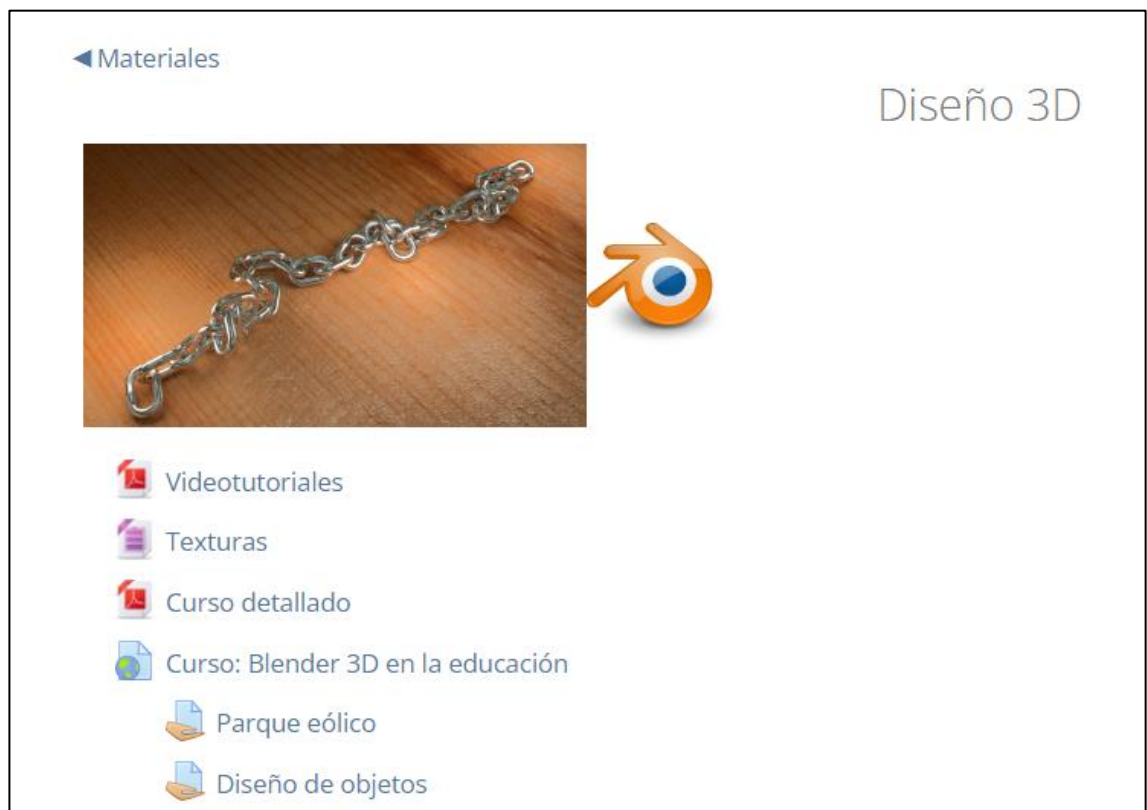 ◄Materiales
Diseño 3D
Videotutoriales
Texturas
Curso detallado
Curso: Blender 3D en la educación
Parque eólico
Diseño de objetos